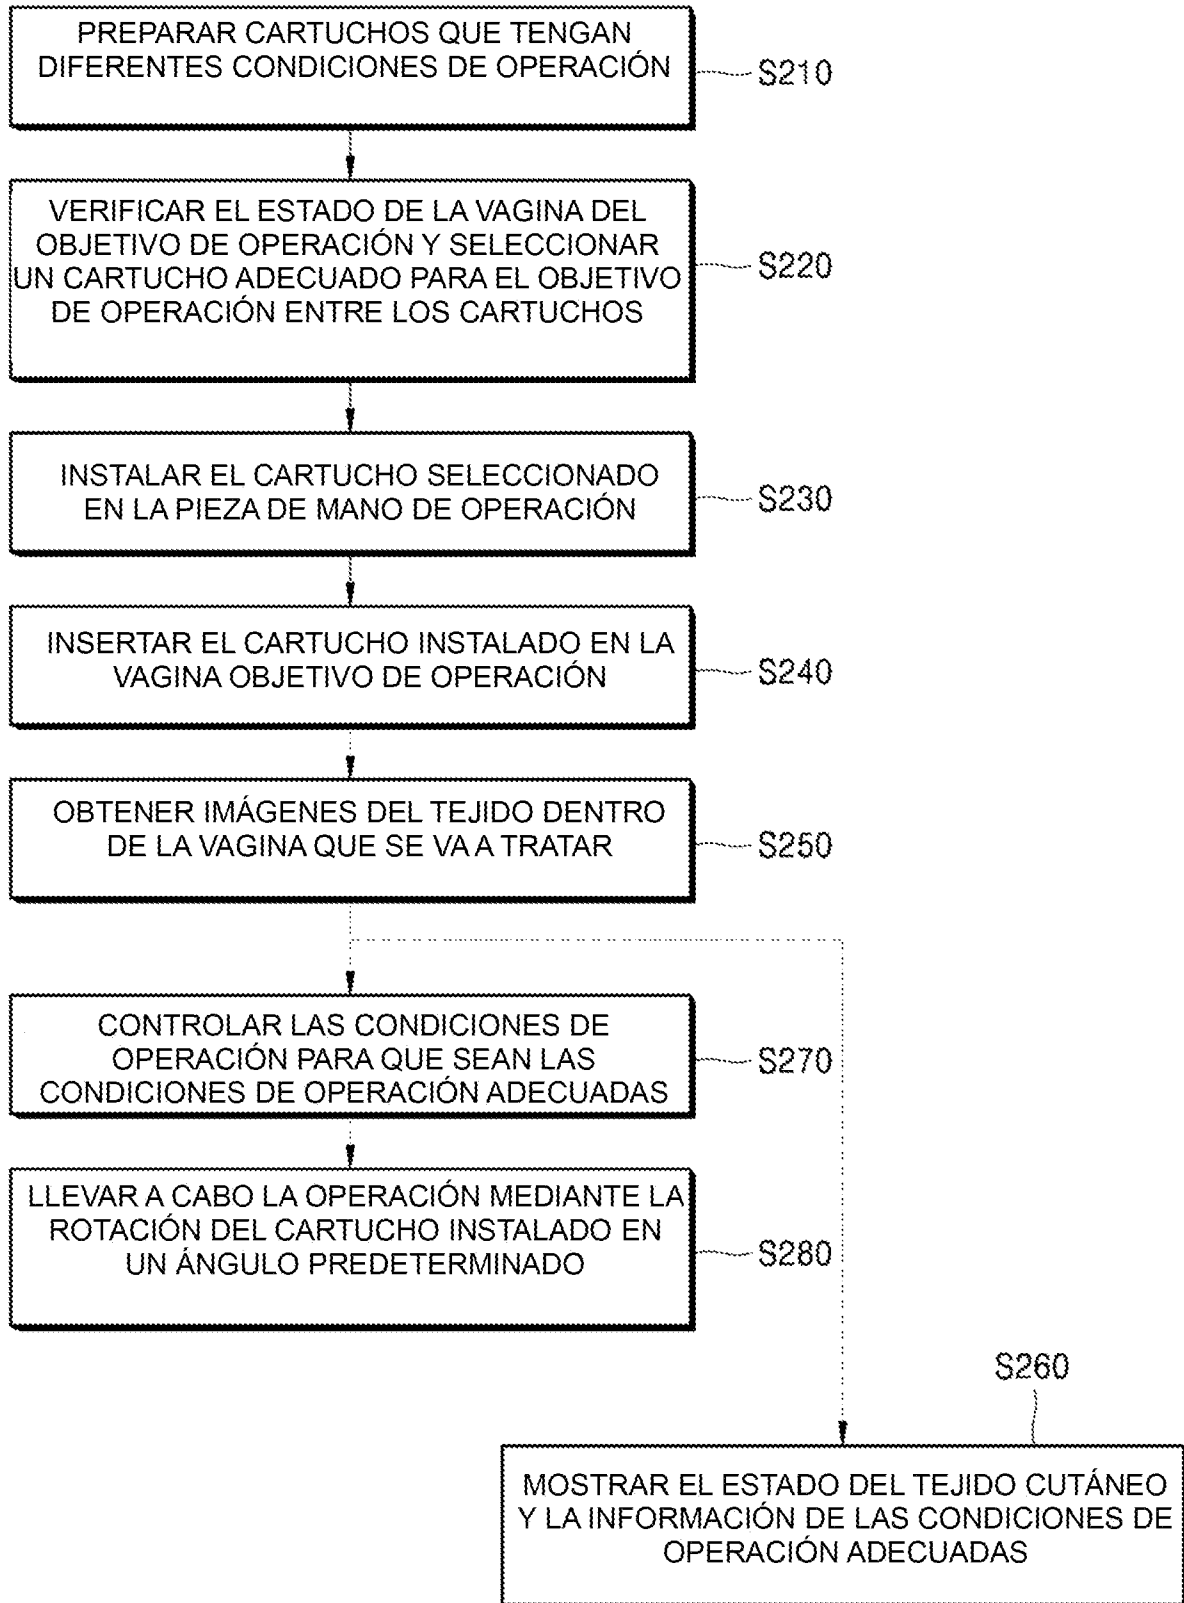 PREPARAR CARTUCHOS QUE TENGAN
DIFERENTES CONDICIONES DE OPERACIÓN
S210
VERIFICAR EL ESTADO DE LA VAGINA DEL
OBJETIVO DE OPERACIÓN Y SELECCIONAR
UN CARTUCHO ADECUADO PARA EL OBJETIVO
DE OPERACIÓN ENTRE LOS CARTUCHOS
S220
INSTALAR EL CARTUCHO SELECCIONADO
EN LA PIEZA DE MANO DE OPERACIÓN
S230
INSERTAR EL CARTUCHO INSTALADO EN LA
VAGINA OBJETIVO DE OPERACIÓN
S240
OBTENER IMÁGENES DEL TEJIDO DENTRO
DE LA VAGINA QUE SE VA A TRATAR
S250
CONTROLAR LAS CONDICIONES DE
OPERACIÓN PARA QUE SEAN LAS
CONDICIONES DE OPERACIÓN ADECUADAS
S270
LLEVAR A CABO LA OPERACIÓN MEDIANTE LA
ROTACIÓN DEL CARTUCHO INSTALADO EN
UN ÁNGULO PREDETERMINADO
S280
S260
MOSTRAR EL ESTADO DEL TEJIDO CUTÁNEO
Y LA INFORMACIÓN DE LAS CONDICIONES DE
OPERACIÓN ADECUADAS